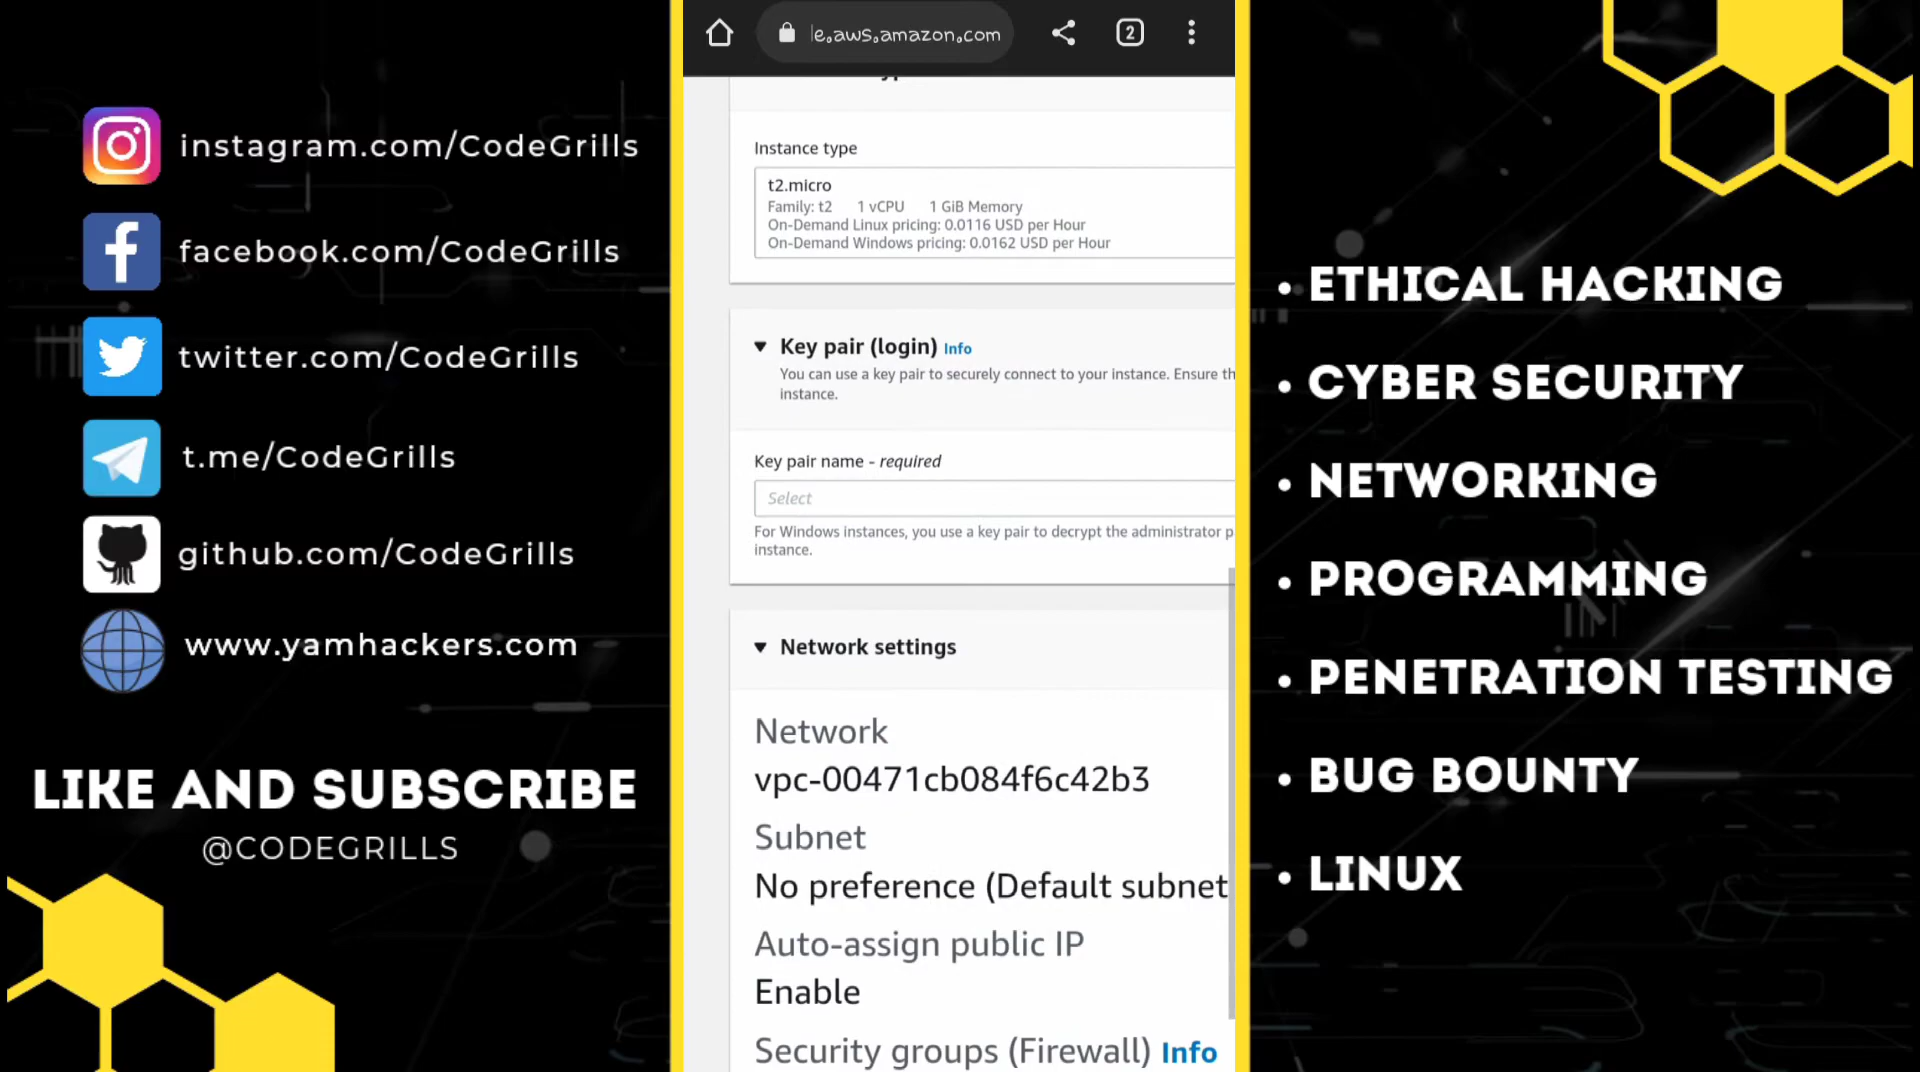 instagram.com/CodeGrills
facebook.com/CodeGrills
twitter.com/CodeGrills
t.me/CodeGrills
github.com/CodeGrills
www.yamhackers.com
LIKE AND SUBSCRIBE
@CODEGRILLS
e.aws.amazon.com
2
Instance type
t2.micro
Family: t2 1 vCPU 1 GiB Memory
On-Demand Linux pricing: 0.0116 USD per Hour
On-Demand Windows pricing: 0.0162 USD per Hour
Key pair (login) Info
You can use a key pair to securely connect to your instance. Ensure th
instance.
Key pair name - required
Select
For Windows instances, you use a key pair to decrypt the administrator p
instance.
Network settings
Network
vpc-00471cb084f6c42b3
Subnet
No preference (Default subnet
Auto-assign public IP
Enable
Security groups (Firewall) Info
• ETHICAL HACKING
• CYBER SECURITY
• NETWORKING
• PROGRAMMING
• PENETRATION TESTING
• BUG BOUNTY
• LINUX